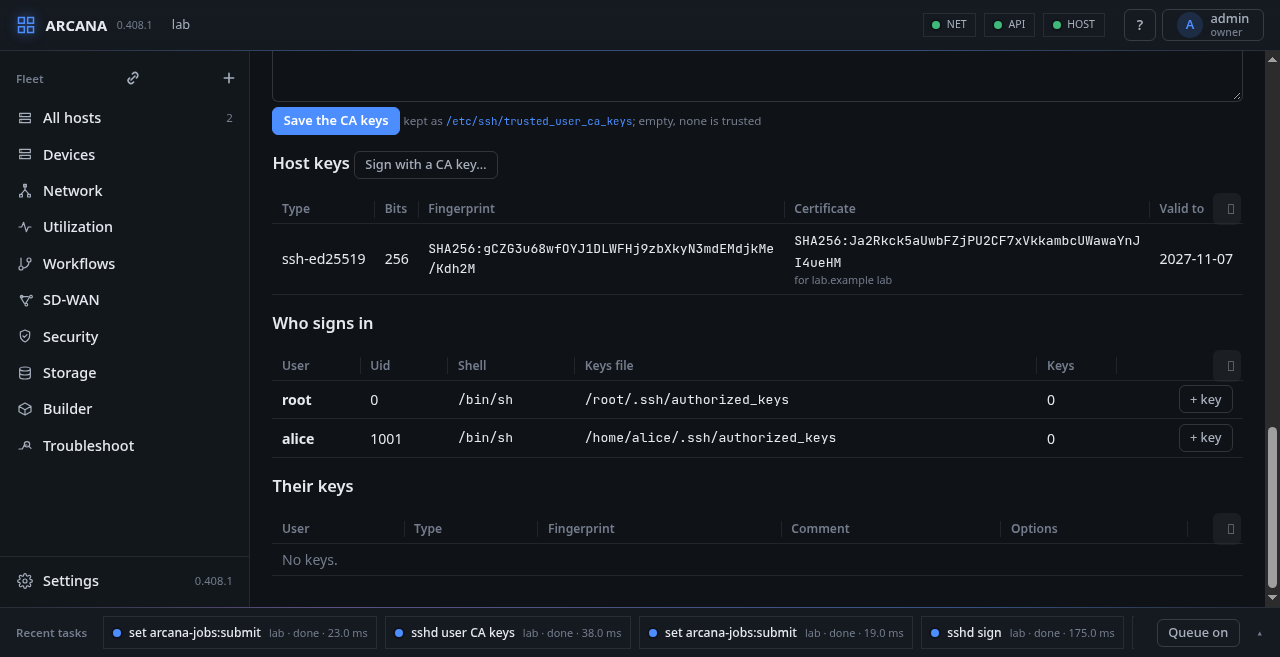 ARCANA 0.408.1 lab NET API HOST ? A admin
owner
Fleet
All hosts 2
Devices
Network
Utilization
Workflows
SD-WAN
Security
Storage
Builder
Troubleshoot
Settings 0.408.1
Save the CA keys kept as /etc/ssh/trusted_user_ca_keys; empty, none is trusted
Host keys Sign with a CA key...
Type Bits Fingerprint Certificate Valid to
ssh-ed25519 256 SHA256:gCZG3u68wfOYJ1DLWFHj9zbXkyN3mdEMdjkMe
/Kdh2M
SHA256:Ja2Rkck5aUwbFZjPU2CF7xVkkambcUWawaYnJ
I4ueHM
for lab.example lab
2027-11-07
Who signs in
User Uid Shell Keys file Keys
root 0 /bin/sh /root/.ssh/authorized_keys 0 + key
alice 1001 /bin/sh /home/alice/.ssh/authorized_keys 0 + key
Their keys
User Type Fingerprint Comment Options
No keys.
Recent tasks set arcana-jobs:submit lab · done · 23.0 ms sshd user CA keys lab · done · 38.0 ms set arcana-jobs:submit lab · done · 19.0 ms sshd sign lab · done · 175.0 ms Queue on